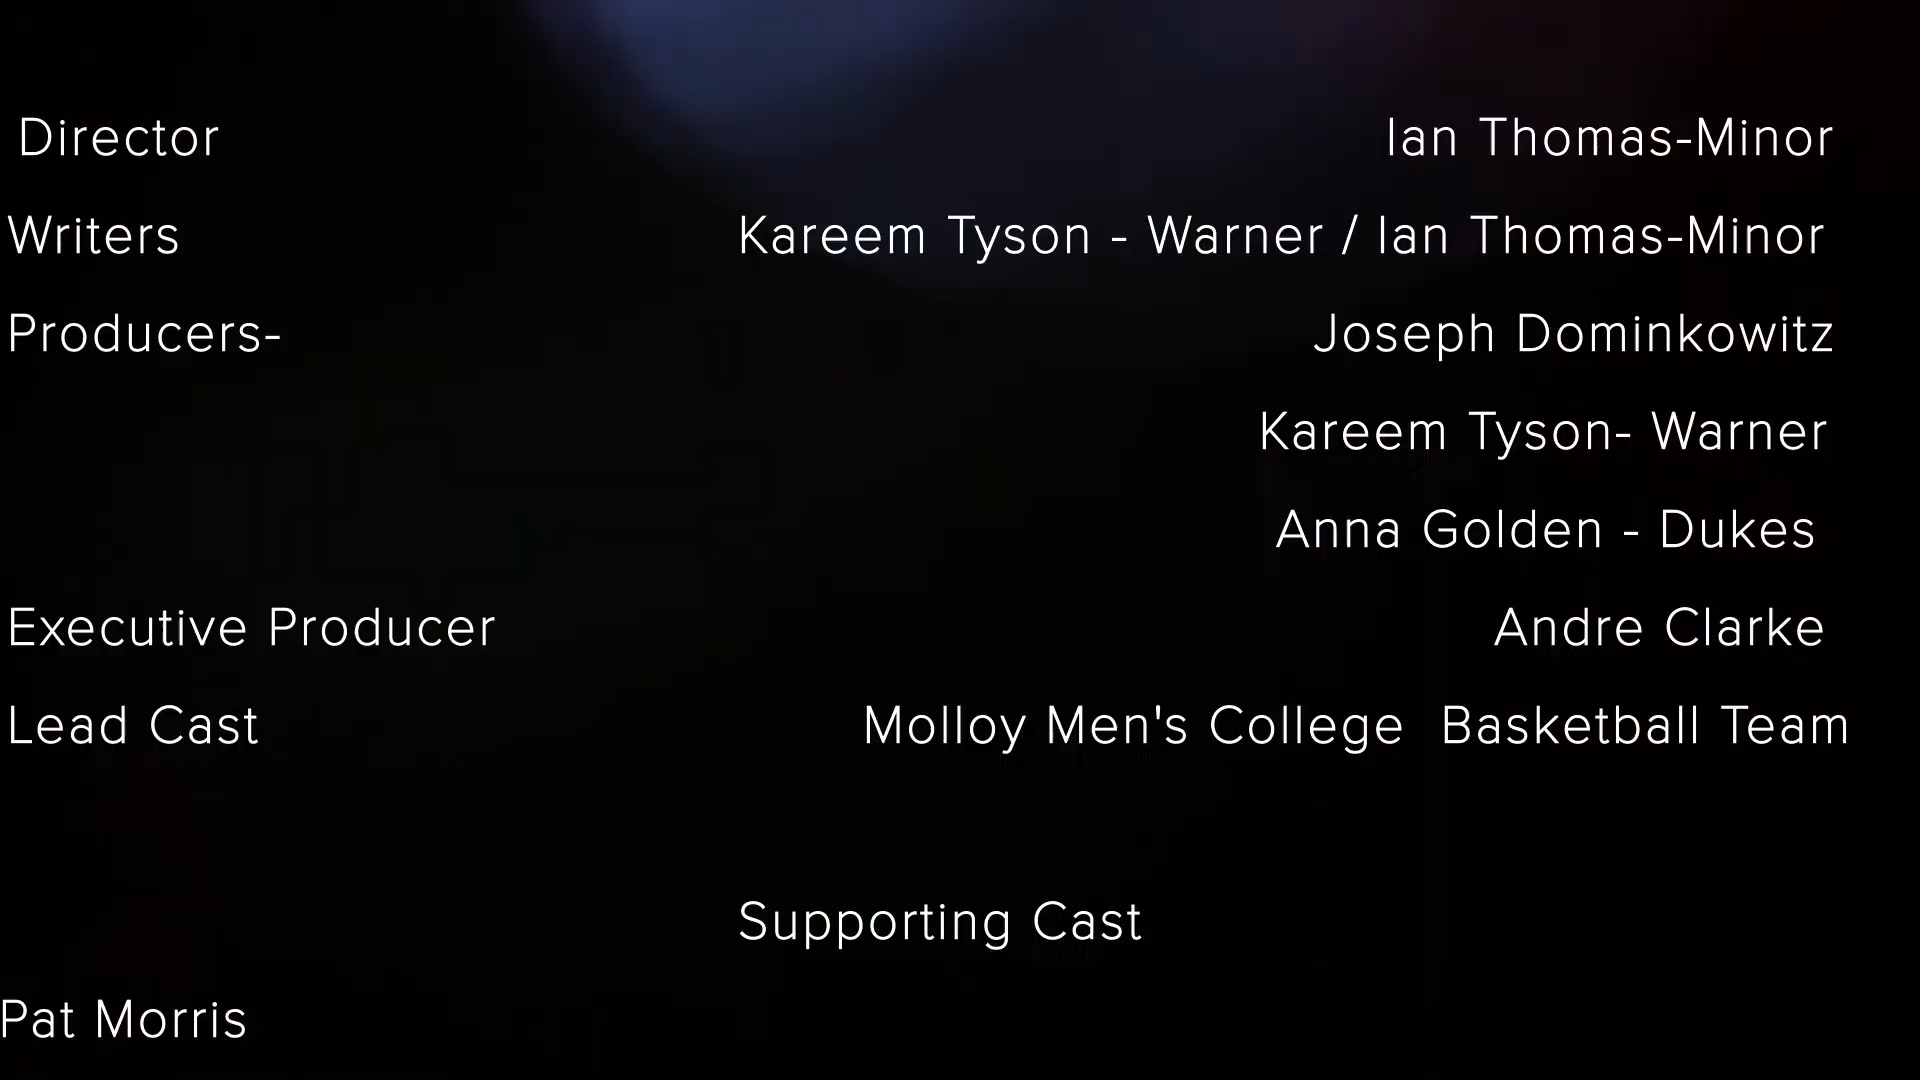 Director Ian Thomas-Minor
Writers Kareem Tyson - Warner / Ian Thomas-Minor
Producers- Joseph Dominkowitz
Kareem Tyson- Warner
Anna Golden - Dukes
Executive Producer Andre Clarke
Lead Cast Molloy Men's College Basketball Team
Supporting Cast
Pat Morris